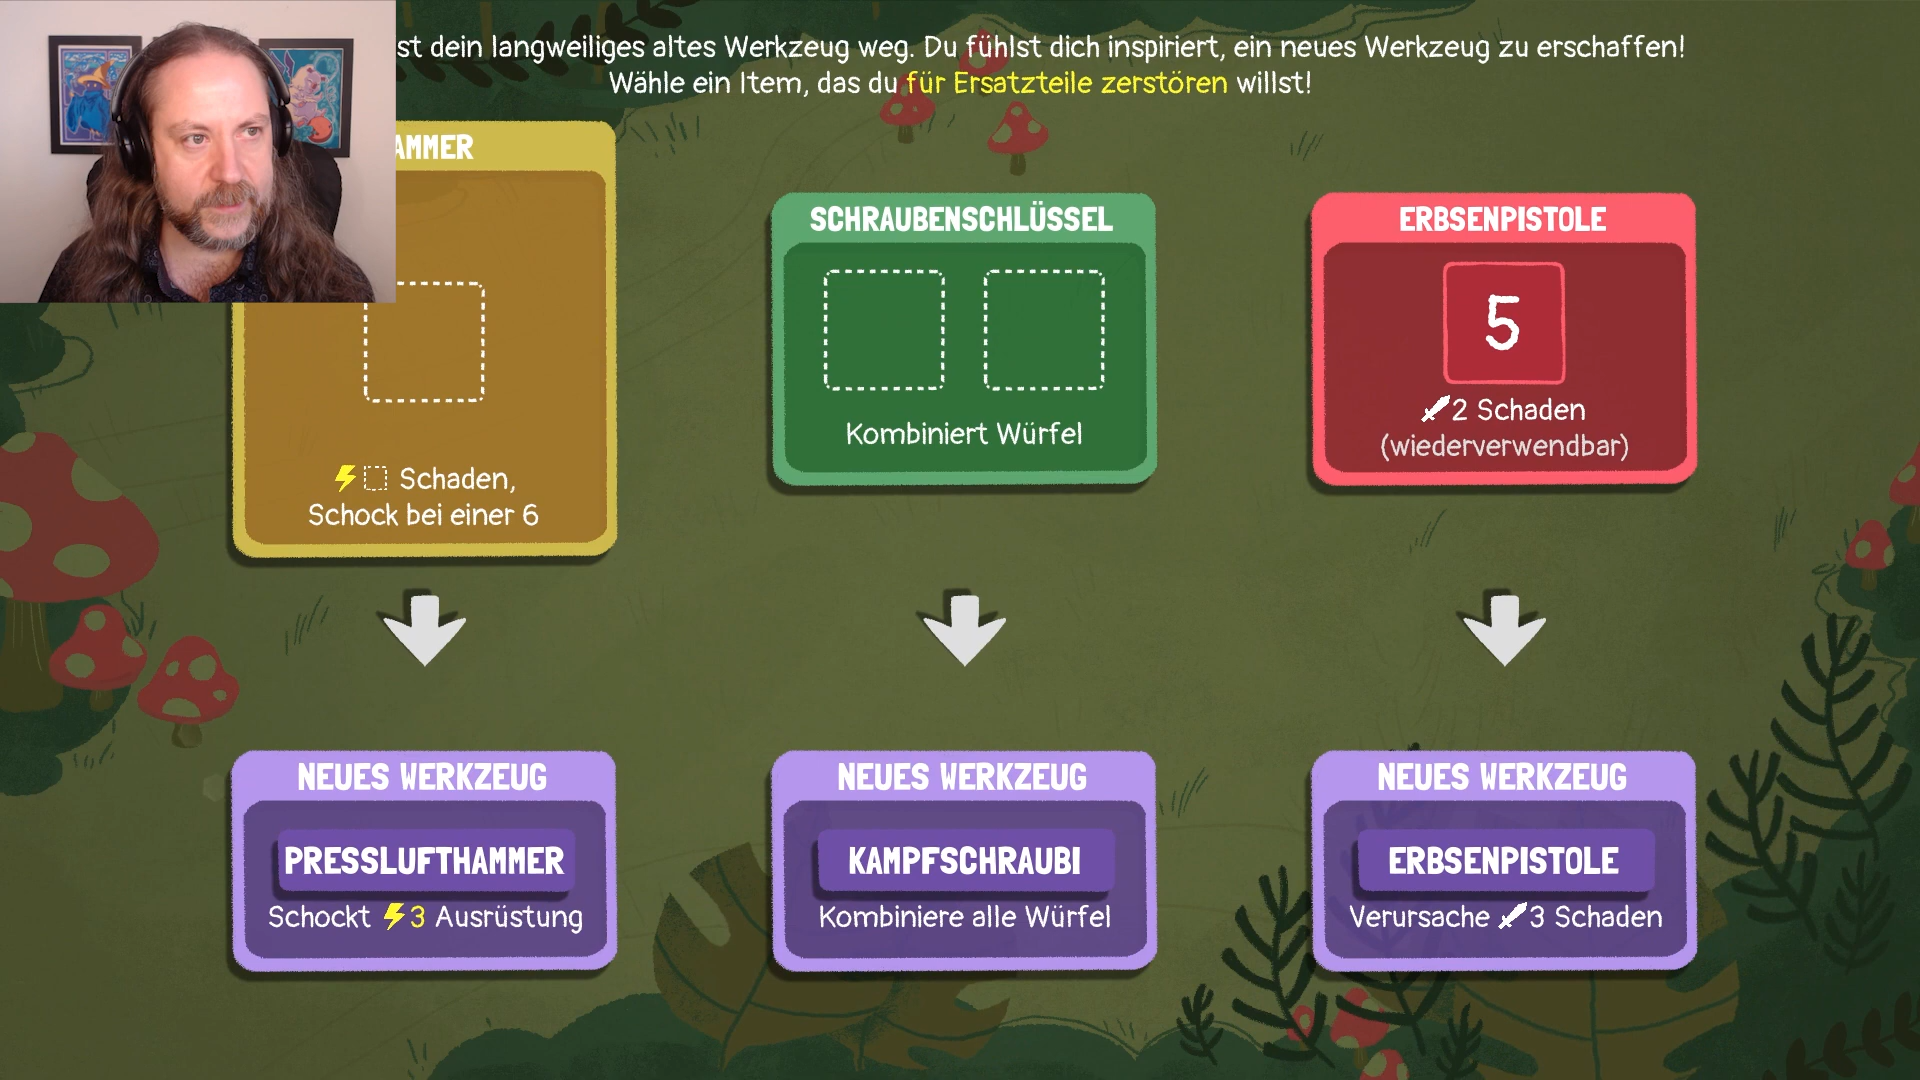 st dein langweiliges altes Werkzeug weg. Du fühlst dich inspiriert, ein neues Werkzeug zu erschaffen!
Wähle ein Item, das du für Ersatzteile zerstören willst!
AMMER
Schaden,
Schock bei einer 6
SCHRAUBENSCHLÜSSEL
Kombiniert Würfel
ERBSENPISTOLE
5
2 Schaden
(wiederverwendbar)
NEUES WERKZEUG
PRESSLUFTHAMMER
Schockt 3 Ausrüstung
NEUES WERKZEUG
KAMPFSCHRAUBI
Kombiniere alle Würfel
NEUES WERKZEUG
ERBSENPISTOLE
Verursache 3 Schaden